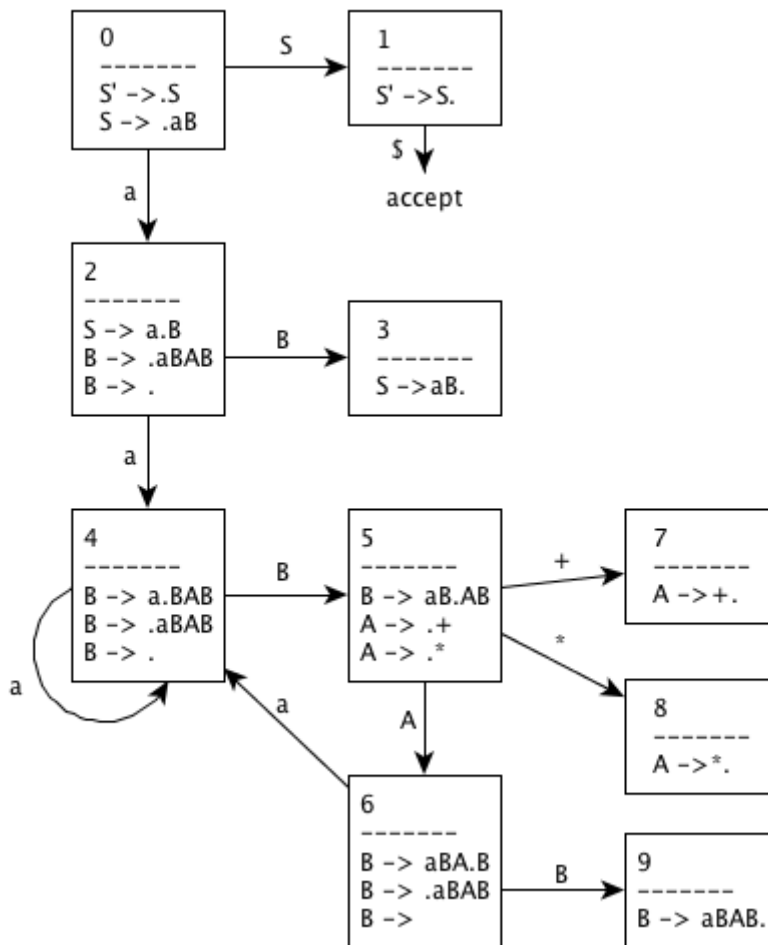 0
-------
S' ->.S
S -> .aB
S
1
-------
S' ->S.
$
accept
a
2
-------
S -> a.B
B -> .aBAB
B -> .
B
3
-------
S ->aB.
a
4
-------
B -> a.BAB
B -> .aBAB
B -> .
a
B
5
-------
B -> aB.AB
A -> .+
A -> .*
+
7
-------
A ->+.
*
8
-------
A ->*.
A
a
6
-------
B -> aBA.B
B -> .aBAB
B ->
B
9
-------
B -> aBAB.